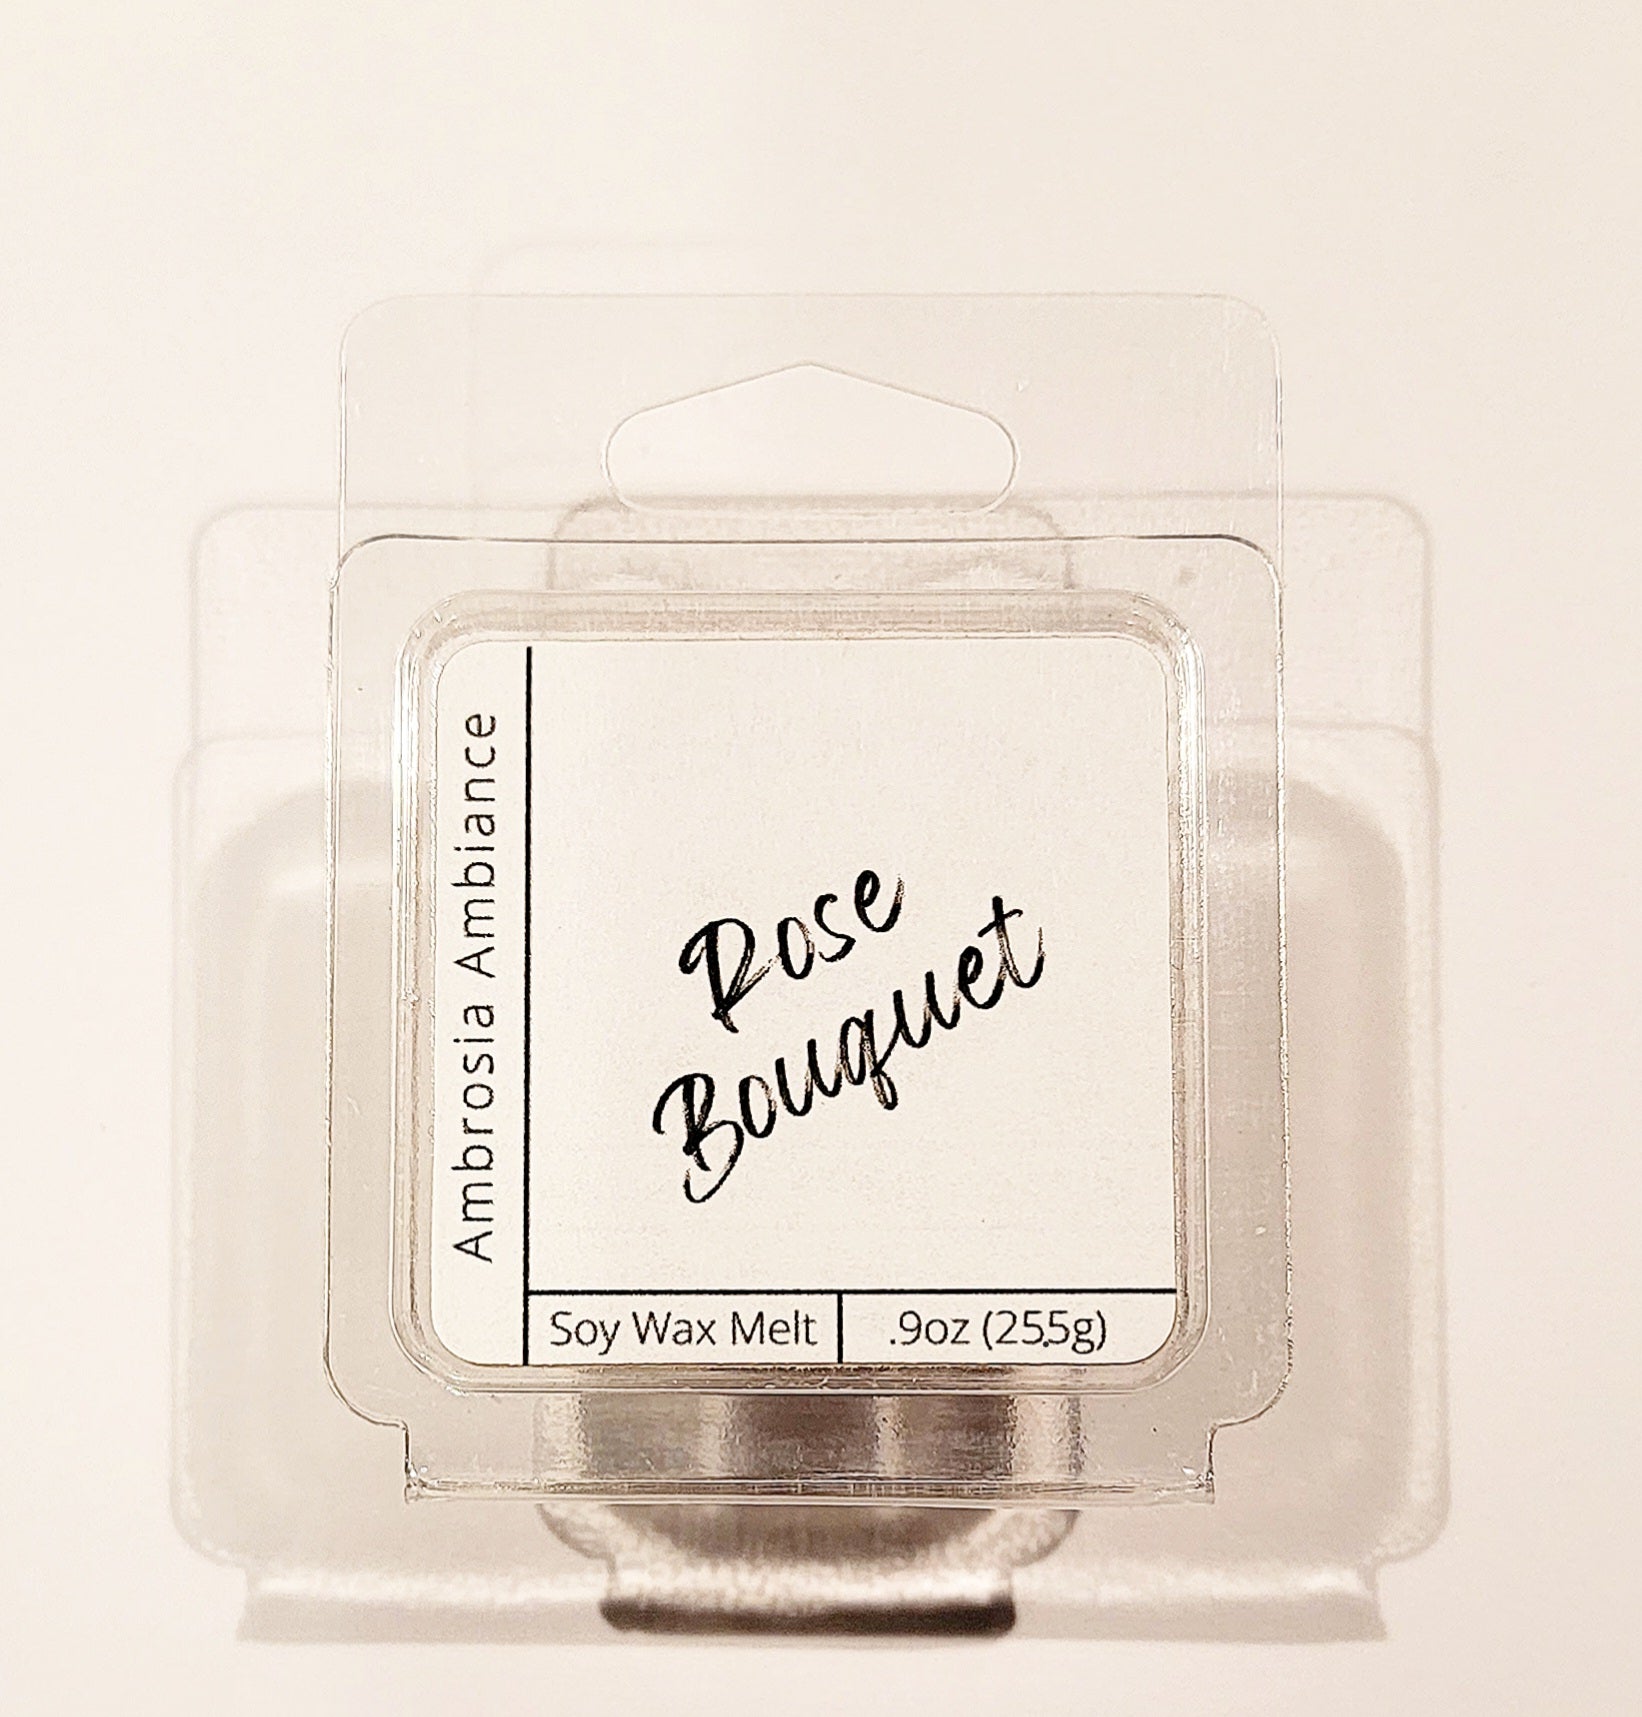 Ambrosia Ambiance
Rose
Bouquet
Soy Wax Melt
.9oz (25.5g)